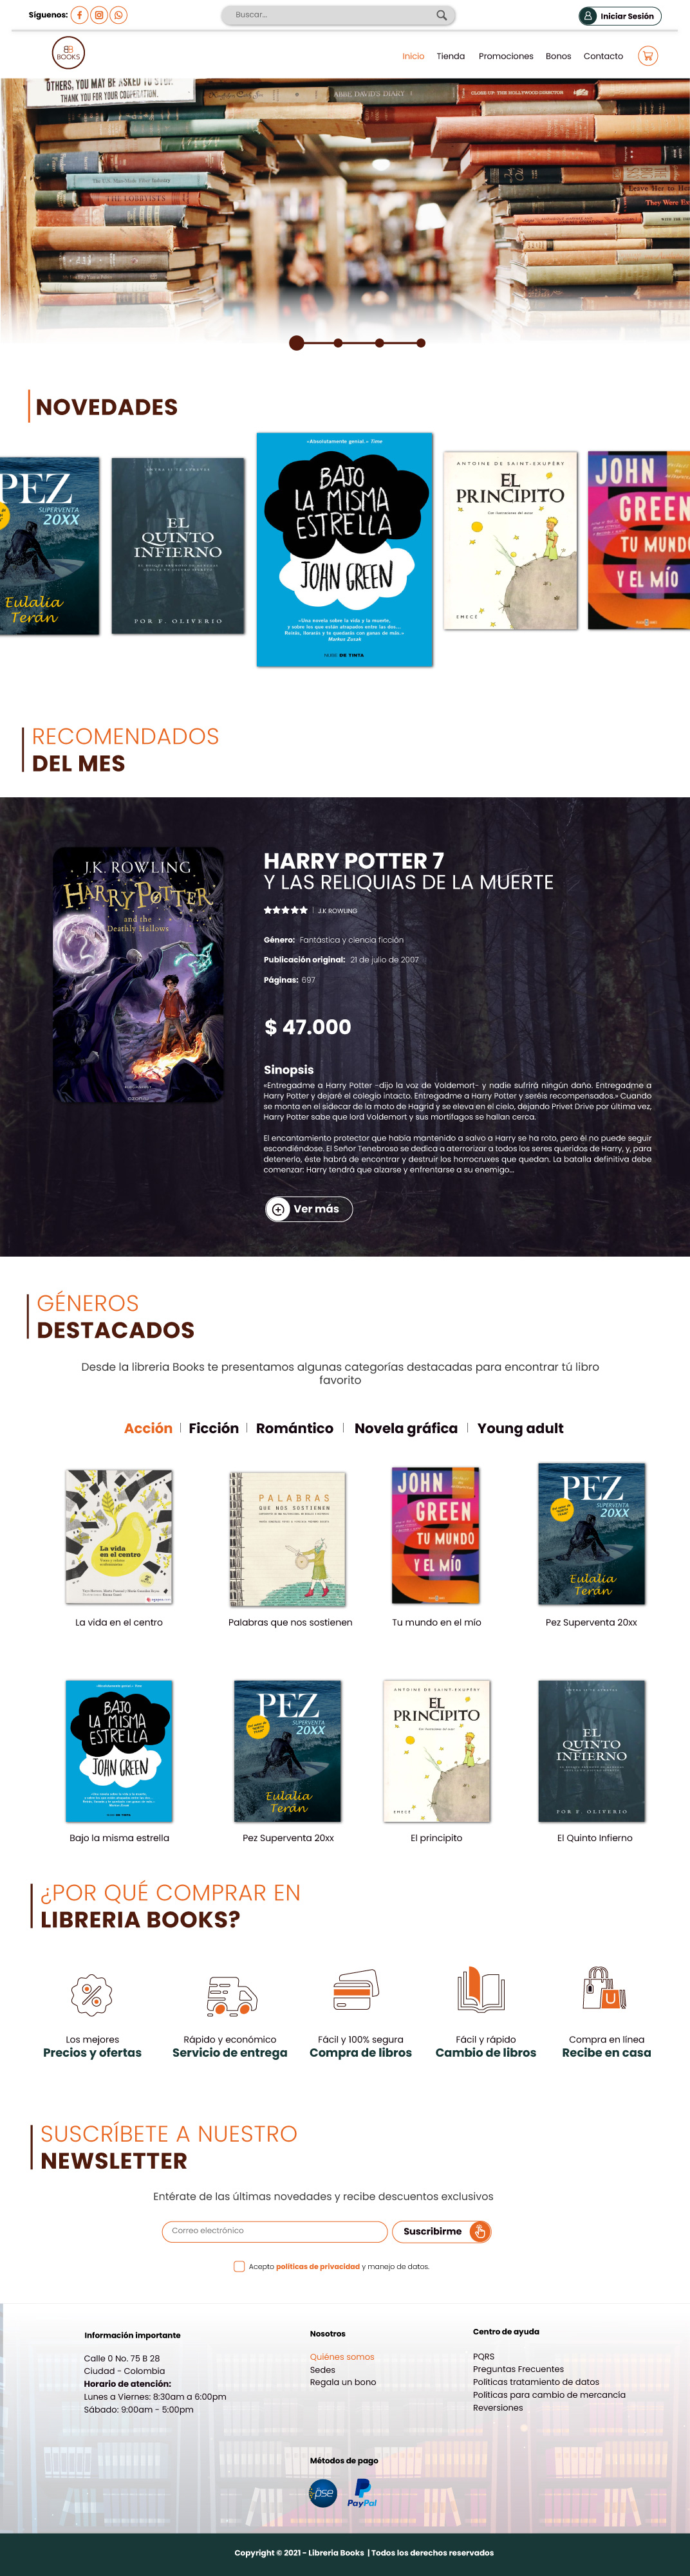 Síguenos:
Buscar...
Iniciar Sesión
BOOKS
Inicio
Tienda
Promociones
Bonos
Contacto
OTHERS, YOU MAY BE ASKED TO STOP.
THANK YOU FOR YOUR COOPERATION.
ABBIE DAVID'S DIARY
THE LOBBYISTS
NOVEDADES
PEZ
SUPERVENTA
20XX
Eulalia
Terán
EL
QUINTO
INFIERNO
POR F. OLIVERIO
«Absolutamente genial.» Time
BAJO
LA MISMA
ESTRELLA
JOHN GREEN
«Una novela sobre la vida y la muerte,
y sobre los que están atrapados entre las dos...
Reirás, llorarás y te quedarás con ganas de más.»
Markus Zusak
NUBE DE TINTA
ANTOINE DE SAINT-EXUPÉRY
EL
PRINCIPITO
EMECÉ
JOHN
GREEN
TU MUNDO
Y EL MÍO
RECOMENDADOS
DEL MES
J.K. ROWLING
HARRY POTTER
and the
Deathly Hallows
HARRY POTTER 7
Y LAS RELIQUIAS DE LA MUERTE
J.K ROWLING
Género: Fantástica y ciencia ficción
Publicación original: 21 de julio de 2007
Páginas: 697
$ 47.000
Sinopsis
«Entregadme a Harry Potter -dijo la voz de Voldemort- y nadie sufrirá ningún daño. Entregadme a
Harry Potter y dejaré el colegio intacto. Entregadme a Harry Potter y seréis recompensados.» Cuando
se monta en el sidecar de la moto de Hagrid y se eleva en el cielo, dejando Privet Drive por última vez,
Harry Potter sabe que lord Voldemort y sus mortífagos se hallan cerca.
El encantamiento protector que había mantenido a salvo a Harry se ha roto, pero él no puede seguir
escondiéndose. El Señor Tenebroso se dedica a aterrorizar a todos los seres queridos de Harry, y, para
detenerlo, éste habrá de encontrar y destruir los horrocruxes que quedan. La batalla definitiva debe
comenzar: Harry tendrá que alzarse y enfrentarse a su enemigo...
Ver más
GÉNEROS
DESTACADOS
Desde la libreria Books te presentamos algunas categorías destacadas para encontrar tú libro
favorito
Acción
Ficción
Romántico
Novela gráfica
Young adult
La vida
en el centro
PALABRAS
QUE NOS SOSTIENEN
JOHN
GREEN
TU MUNDO
Y EL MÍO
PEZ
SUPERVENTA
20XX
Eulalia
Terán
La vida en el centro
Palabras que nos sostienen
Tu mundo en el mío
Pez Superventa 20xx
BAJO
LA MISMA
ESTRELLA
JOHN GREEN
PEZ
SUPERVENTA
20XX
Eulalia
Terán
ANTOINE DE SAINT-EXUPÉRY
EL
PRINCIPITO
EMECÉ
EL
QUINTO
INFIERNO
POR F. OLIVERIO
Bajo la misma estrella
Pez Superventa 20xx
El principito
El Quinto Infierno
¿POR QUÉ COMPRAR EN
LIBRERIA BOOKS?
Los mejores
Precios y ofertas
Rápido y económico
Servicio de entrega
Fácil y 100% segura
Compra de libros
Fácil y rápido
Cambio de libros
Compra en línea
Recibe en casa
SUSCRÍBETE A NUESTRO
NEWSLETTER
Entérate de las últimas novedades y recibe descuentos exclusivos
Correo electrónico
Suscribirme
Acepto políticas de privacidad y manejo de datos.
Información importante
Calle 0 No. 75 B 28
Ciudad - Colombia
Horario de atención:
Lunes a Viernes: 8:30am a 6:00pm
Sábado: 9:00am - 5:00pm
Nosotros
Quiénes somos
Sedes
Regala un bono
Centro de ayuda
PQRS
Preguntas Frecuentes
Políticas tratamiento de datos
Políticas para cambio de mercancia
Reversiones
Métodos de pago
pse
PayPal
Copyright © 2021 - Libreria Books | Todos los derechos reservados